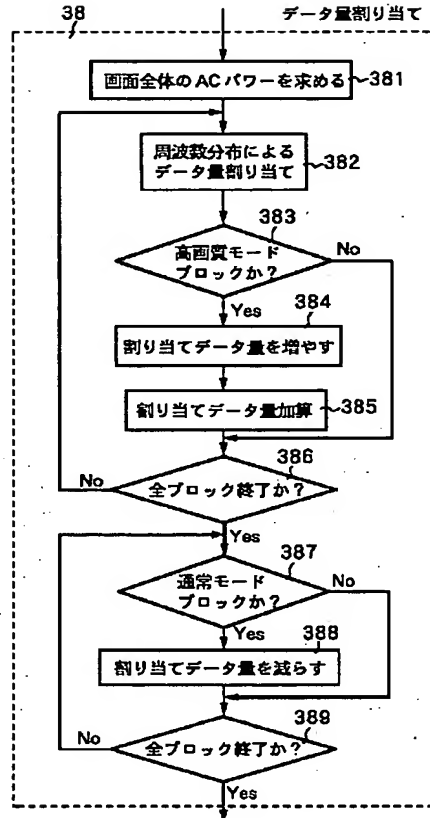 38
データ量割り当て
画面全体のACパワーを求める
381
周波数分布による
データ量割り当て
382
383
高画質モード
ブロックか?
No
Yes
384
割り当てデータ量を増やす
割り当てデータ量加算
385
386
No
全ブロック終了か?
Yes
387
通常モード
ブロックか?
No
Yes
388
割り当てデータ量を減らす
389
No
全ブロック終了か?
Yes